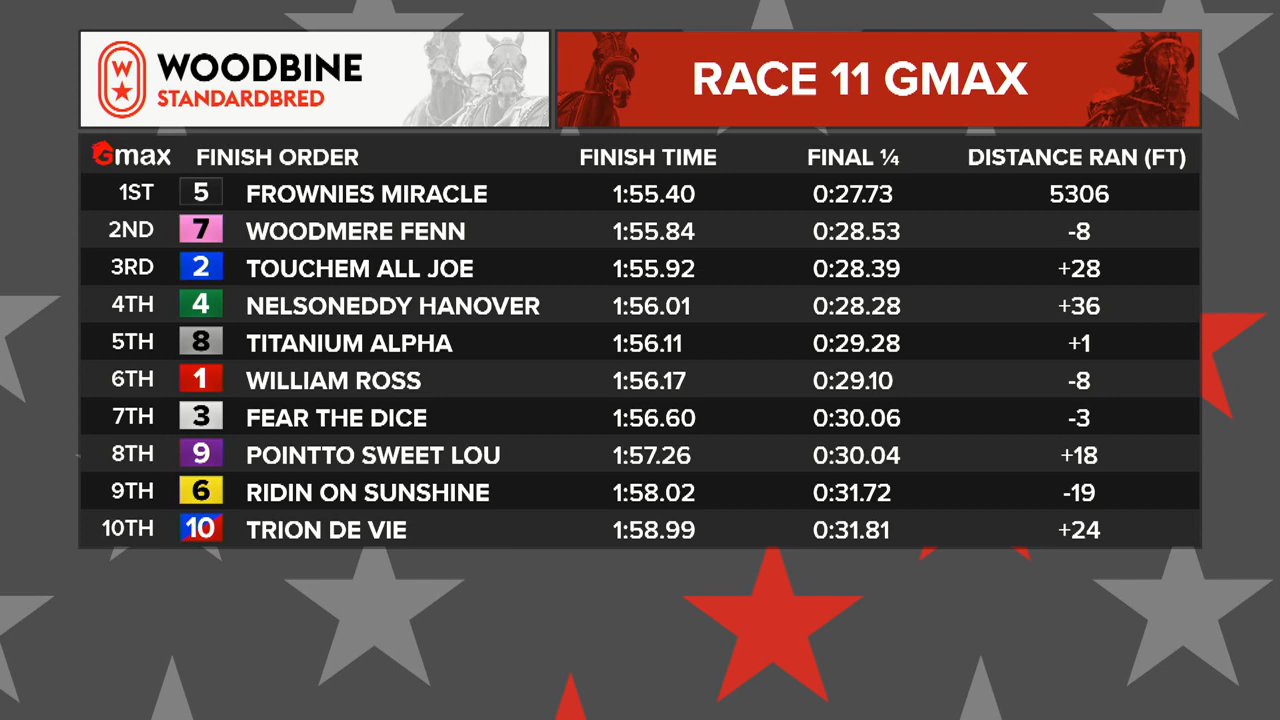 W
WOODBINE
STANDARDBRED
RACE 11 GMAX
Gmax FINISH ORDER FINISH TIME FINAL ¼ DISTANCE RAN (FT)
1ST 5 FROWNIES MIRACLE 1:55.40 0:27.73 5306
2ND 7 WOODMERE FENN 1:55.84 0:28.53 -8
3RD 2 TOUCHEM ALL JOE 1:55.92 0:28.39 +28
4TH 4 NELSONEDDY HANOVER 1:56.01 0:28.28 +36
5TH 8 TITANIUM ALPHA 1:56.11 0:29.28 +1
6TH 1 WILLIAM ROSS 1:56.17 0:29.10 -8
7TH 3 FEAR THE DICE 1:56.60 0:30.06 -3
8TH 9 POINTTO SWEET LOU 1:57.26 0:30.04 +18
9TH 6 RIDIN ON SUNSHINE 1:58.02 0:31.72 -19
10TH 10 TRION DE VIE 1:58.99 0:31.81 +24